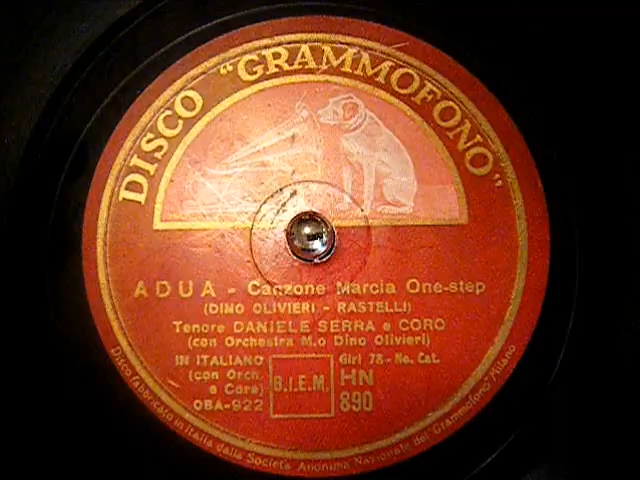 DISCO "GRAMMOFONO"
ADUA - Canzone Marcia One-step
(DINO OLIVIERI - RASTELLI)
Tenore DANIELE SERRA e CORO
(con Orchestra M.o Dino Olivieri)
IN ITALIANO
(con Orch.
e Coro)
OBA-922
B.I.E.M.
Giri 78 - No. Cat.
HN
890
Disco fabbricato in Italia dalla Società Anonima Nazionale del "Grammofono" Milano